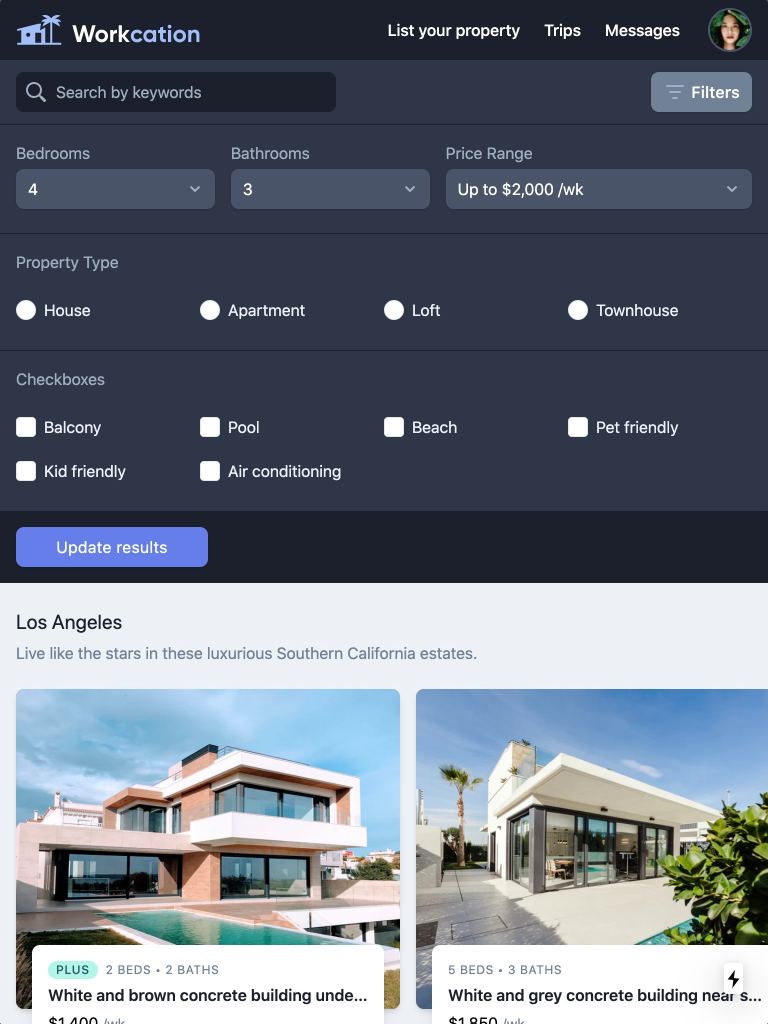 Workcation
List your property
Trips
Messages
Search by keywords
Filters
Bedrooms
Bathrooms
Price Range
4
3
Up to $2,000 /wk
Property Type
House
Apartment
Loft
Townhouse
Checkboxes
Balcony
Pool
Beach
Pet friendly
Kid friendly
Air conditioning
Update results
Los Angeles
Live like the stars in these luxurious Southern California estates.
PLUS 2 BEDS • 2 BATHS
White and brown concrete building unde...
$1,400 /wk
5 BEDS • 3 BATHS
White and grey concrete building near s...
$1,850 /wk